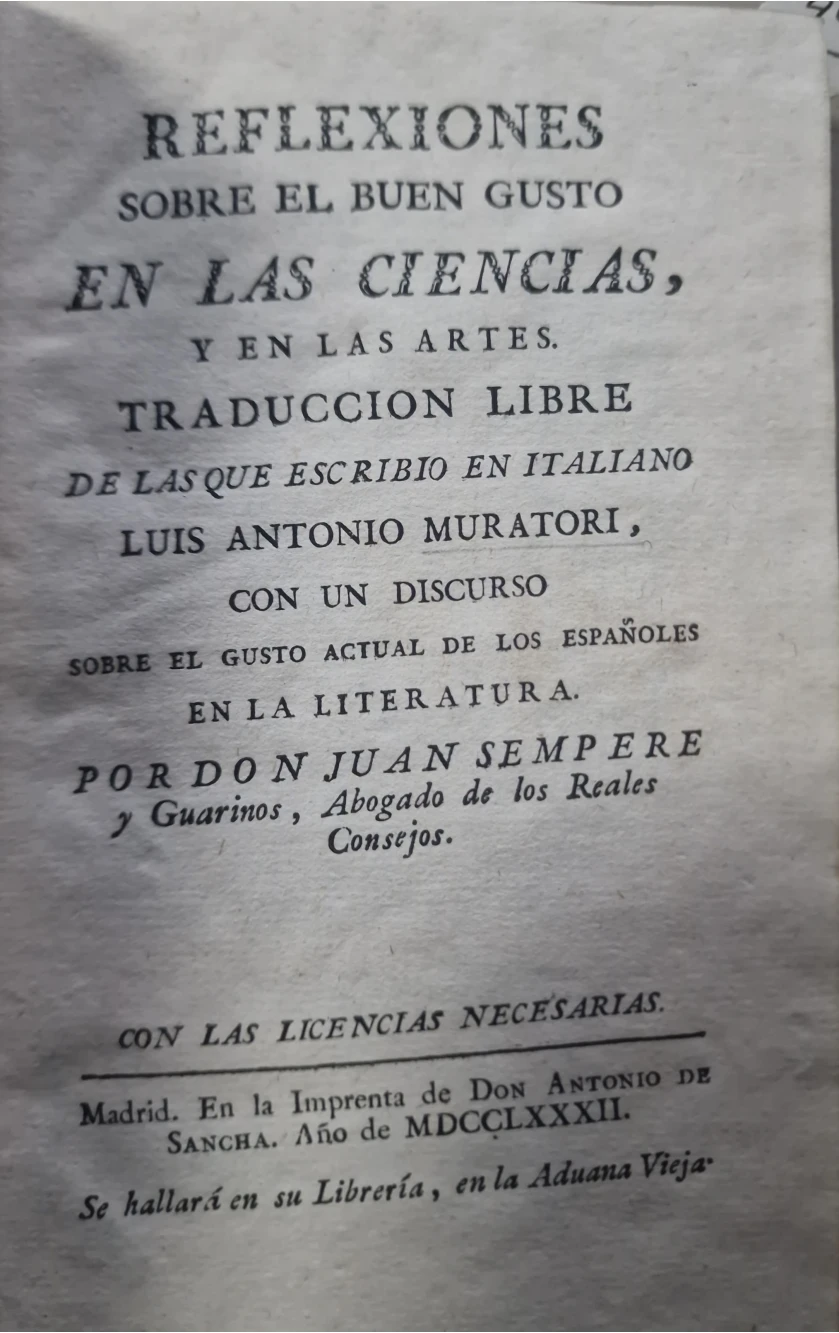 REFLEXIONES
SOBRE EL BUEN GUSTO
EN LAS CIENCIAS,
Y EN LAS ARTES.
TRADUCCION LIBRE
DE LAS QUE ESCRIBIO EN ITALIANO
LUIS ANTONIO MURATORI,
CON UN DISCURSO
SOBRE EL GUSTO ACTUAL DE LOS ESPAÑOLES
EN LA LITERATURA.
POR DON JUAN SEMPERE
y Guarinos, Abogado de los Reales
Consejos.
CON LAS LICENCIAS NECESARIAS.
Madrid. En la Imprenta de DON ANTONIO DE
SANCHA. Año de MDCCLXXXII.
Se hallará en su Librería, en la Aduana Vieja.